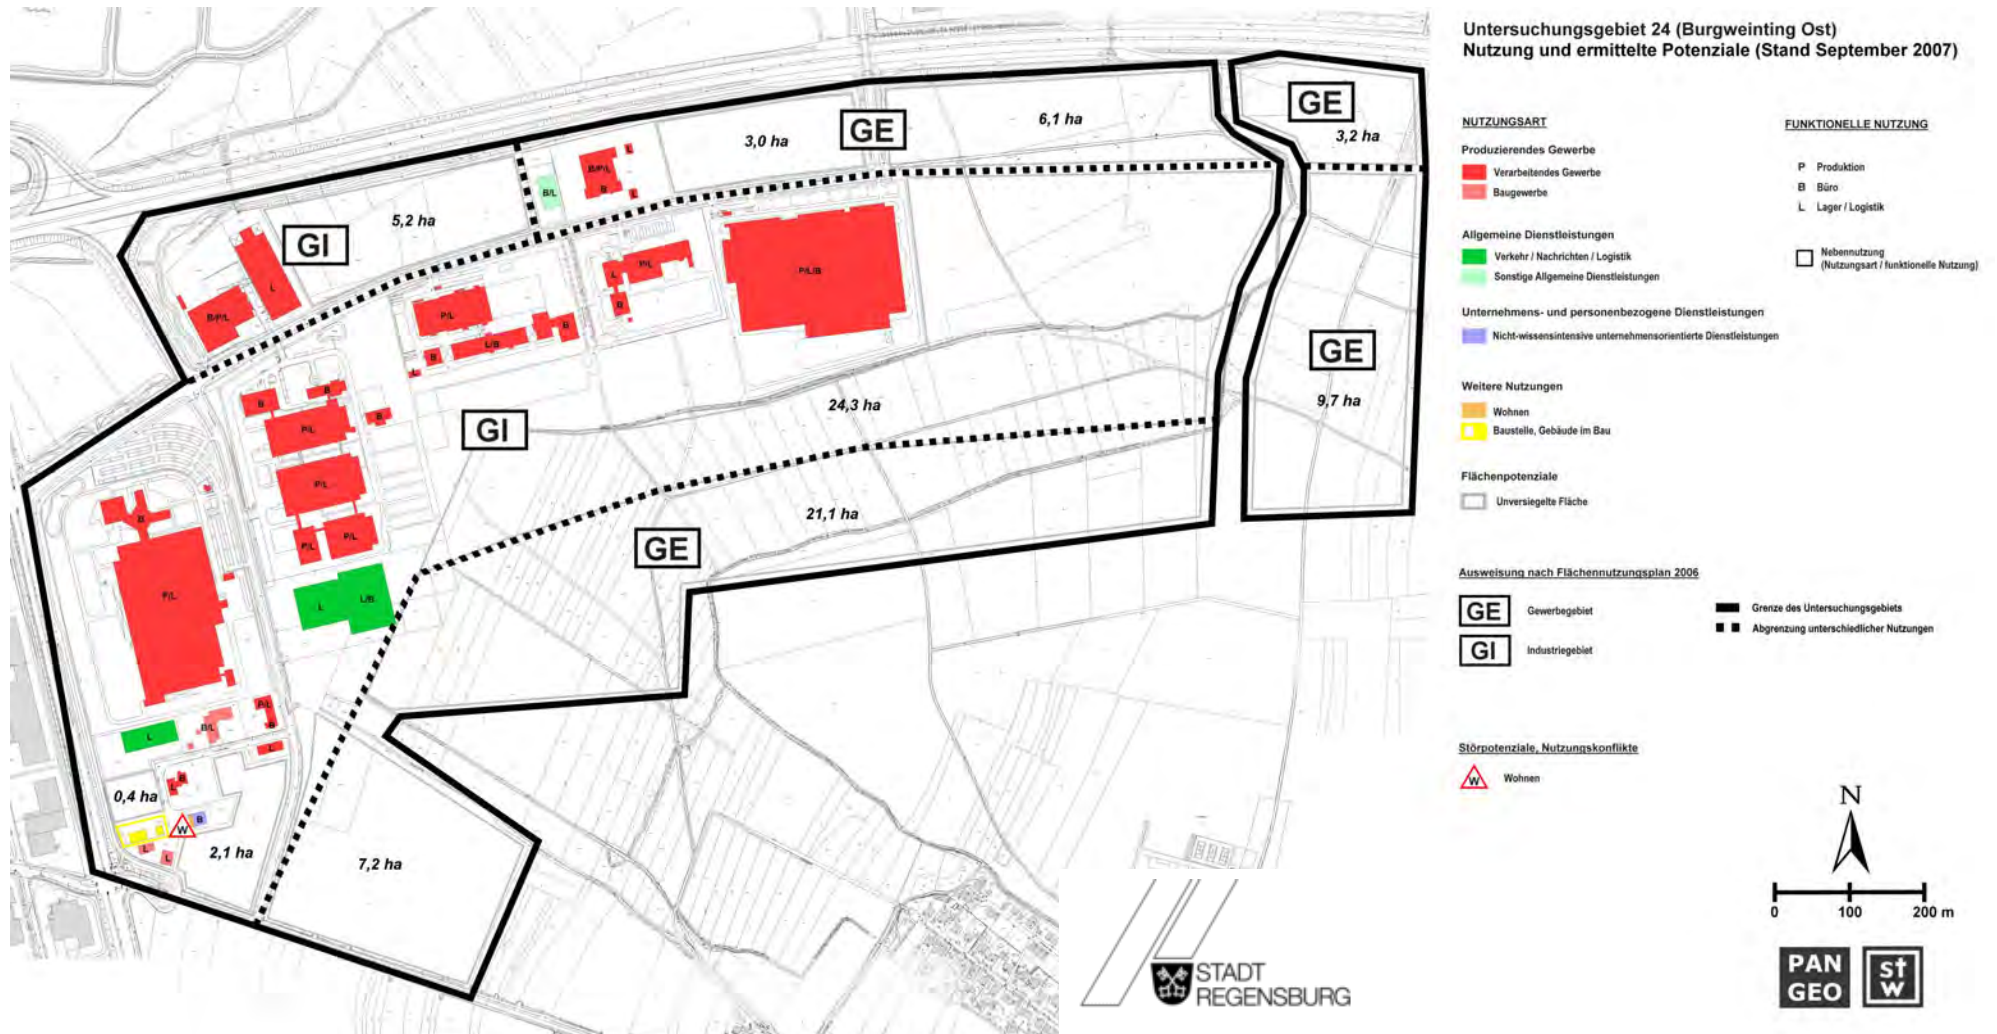 Untersuchungsgebiet 24 (Burgweinting Ost)
Nutzung und ermittelte Potenziale (Stand September 2007)
NUTZUNGSART
Produzierendes Gewerbe
Verarbeitendes Gewerbe
Baugewerbe
Allgemeine Dienstleistungen
Verkehr / Nachrichten / Logistik
Sonstige Allgemeine Dienstleistungen
Unternehmens- und personenbezogene Dienstleistungen
Nicht-wissensintensive unternehmensorientierte Dienstleistungen
Weitere Nutzungen
Wohnen
Baustelle, Gebäude im Bau
Flächenpotenziale
Unversiegelte Fläche
Ausweisung nach Flächennutzungsplan 2006
GE Gewerbegebiet
GI Industriegebiet
Grenze des Untersuchungsgebiets
Abgrenzung unterschiedlicher Nutzungen
Störpotenziale, Nutzungskonflikte
W Wohnen
FUNKTIONELLE NUTZUNG
P Produktion
B Büro
L Lager / Logistik
Nebennutzung
(Nutzungsart / funktionelle Nutzung)
N
0 100 200 m
PAN
GEO
st
W
STADT
REGENSBURG
GE
3,2 ha
GE
6,1 ha
3,0 ha
B/P/L
B
L
L
B/L
5,2 ha
GI
L
B/P/L
P/L/B
P/L
L
B
P/L
L/B
B
B
L
GE
9,7 ha
24,3 ha
GI
B
B
B
P/L
P/L
P/L
P/L
21,1 ha
GE
B
P/L
L
L/B
L
B/L
P/L
B
L
L
B
0,4 ha
W
B
L
L
2,1 ha
7,2 ha